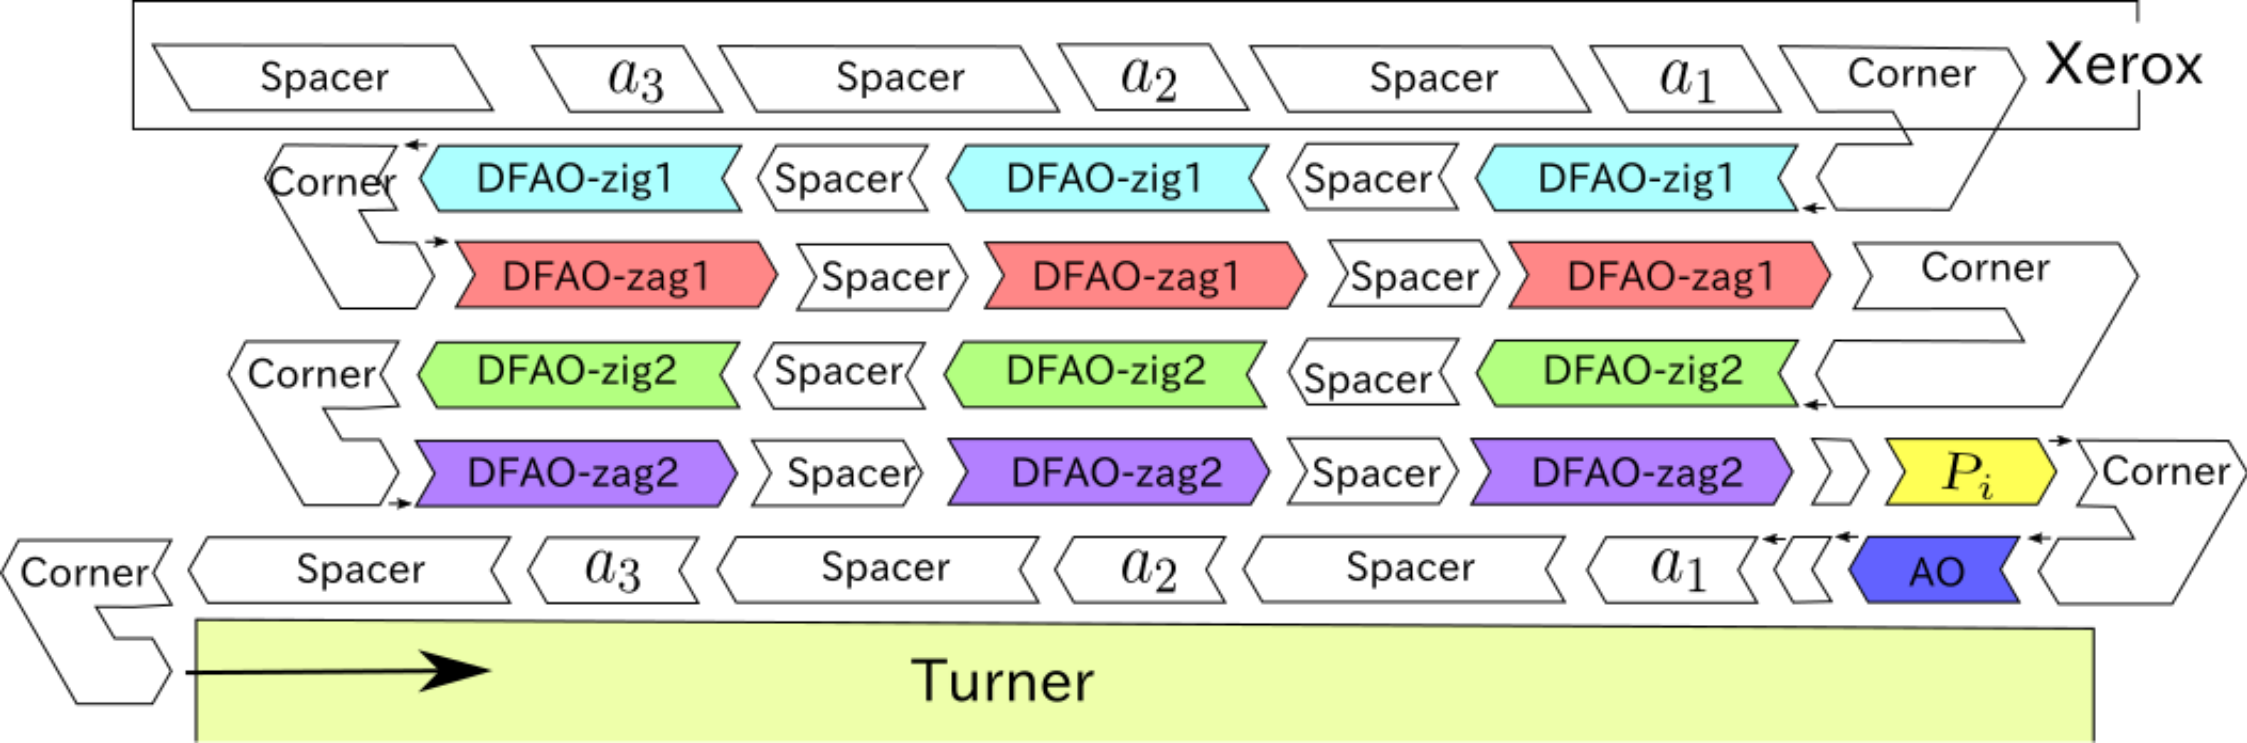 Spacer a₃ Spacer a₂ Spacer a₁ Corner Xerox
Corner DFAO-zig1 Spacer DFAO-zig1 Spacer DFAO-zig1
DFAO-zag1 Spacer DFAO-zag1 Spacer DFAO-zag1 Corner
Corner DFAO-zig2 Spacer DFAO-zig2 Spacer DFAO-zig2
DFAO-zag2 Spacer DFAO-zag2 Spacer DFAO-zag2 Pᵢ Corner
Corner Spacer a₃ Spacer a₂ Spacer a₁ AO
Turner